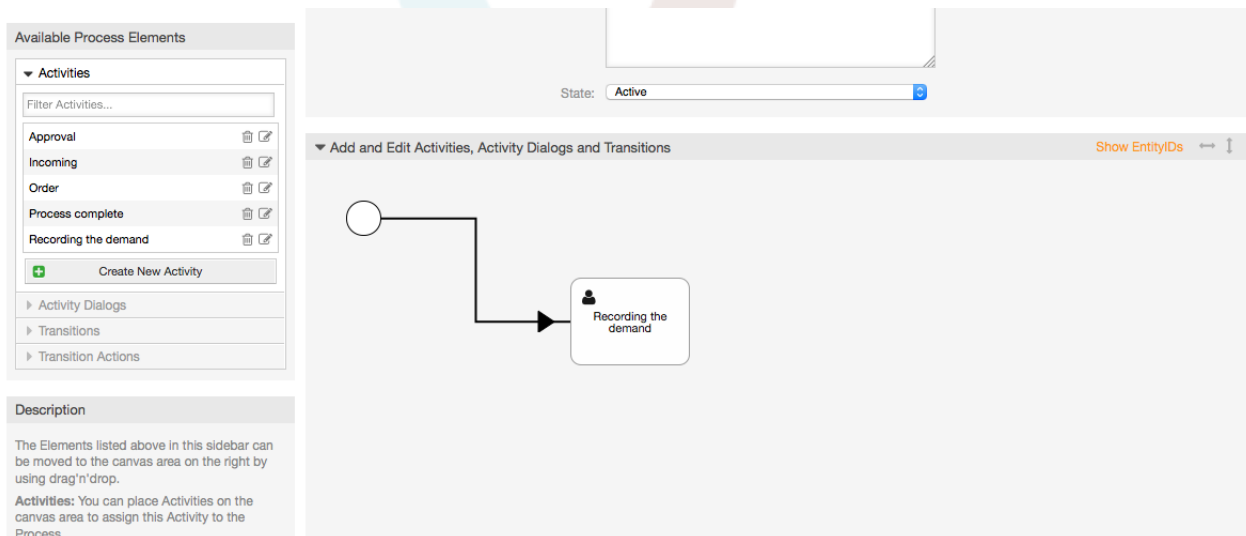 Available Process Elements
Activities
Filter Activities...
Approval
Incoming
Order
Process complete
Recording the demand
Create New Activity
Activity Dialogs
Transitions
Transition Actions
Description
The Elements listed above in this sidebar can
be moved to the canvas area on the right by
using drag'n'drop.
Activities: You can place Activities on the
canvas area to assign this Activity to the
Process.
State: Active
Add and Edit Activities, Activity Dialogs and Transitions
Show EntityIDs
Recording the
demand